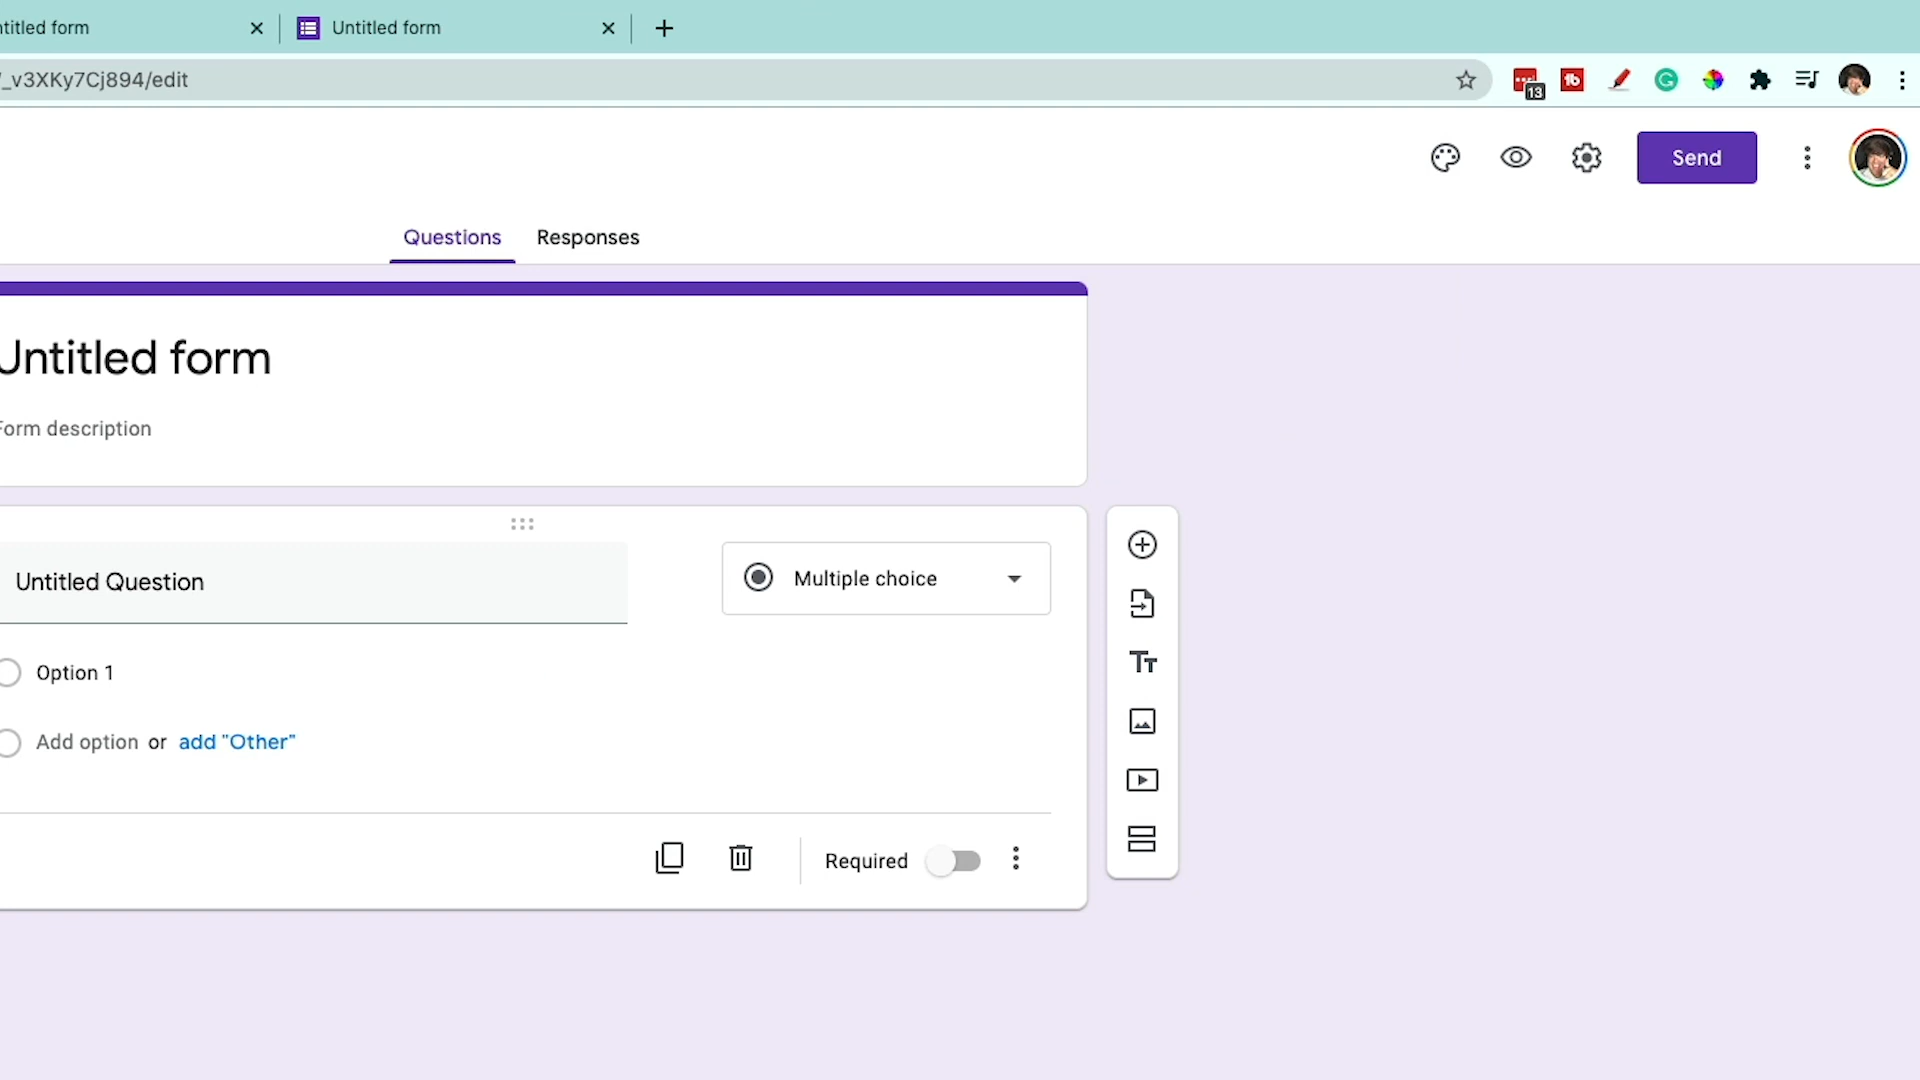 ntitled form
Untitled form
_v3XKy7Cj894/edit
13
Send
Questions
Responses
Untitled form
Form description
Untitled Question
Multiple choice
Option 1
Add option or add "Other"
Required